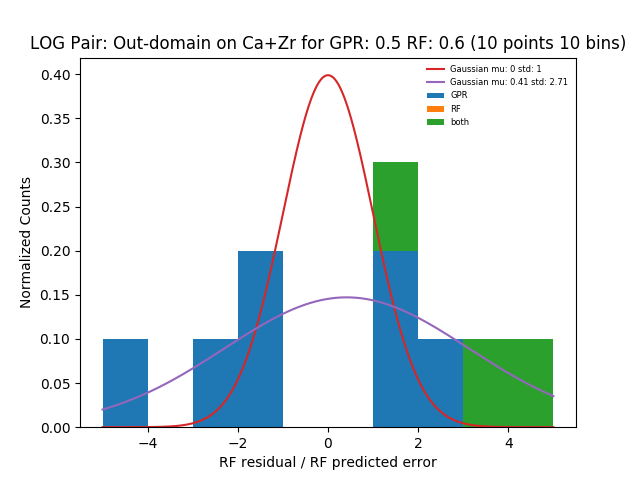 LOG Pair: Out-domain on Ca+Zr for GPR: 0.5 RF: 0.6 (10 points 10 bins)
Gaussian mu: 0 std: 1
Gaussian mu: 0.41 std: 2.71
GPR
RF
both
Normalized Counts
0.40
0.35
0.30
0.25
0.20
0.15
0.10
0.05
0.00
−4
−2
0
2
4
RF residual / RF predicted error